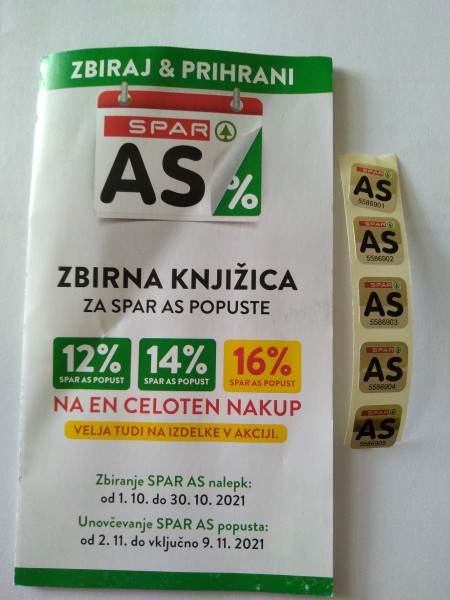 ZBIRAJ & PRIHRANI
SPAR
AS %
ZBIRNA KNJIŽICA
ZA SPAR AS POPUSTE
12% 14% 16%
SPAR AS POPUST SPAR AS POPUST SPAR AS POPUST
NA EN CELOTEN NAKUP
VELJA TUDI NA IZDELKE V AKCIJI.
Zbiranje SPAR AS nalepk:
od 1. 10. do 30. 10. 2021
Unovčevanje SPAR AS popusta:
od 2. 11. do vključno 9. 11. 2021
SPAR
AS
5586901
SPAR
AS
5586902
SPAR
AS
5586903
SPAR
AS
5586904
SPAR
AS
5586905